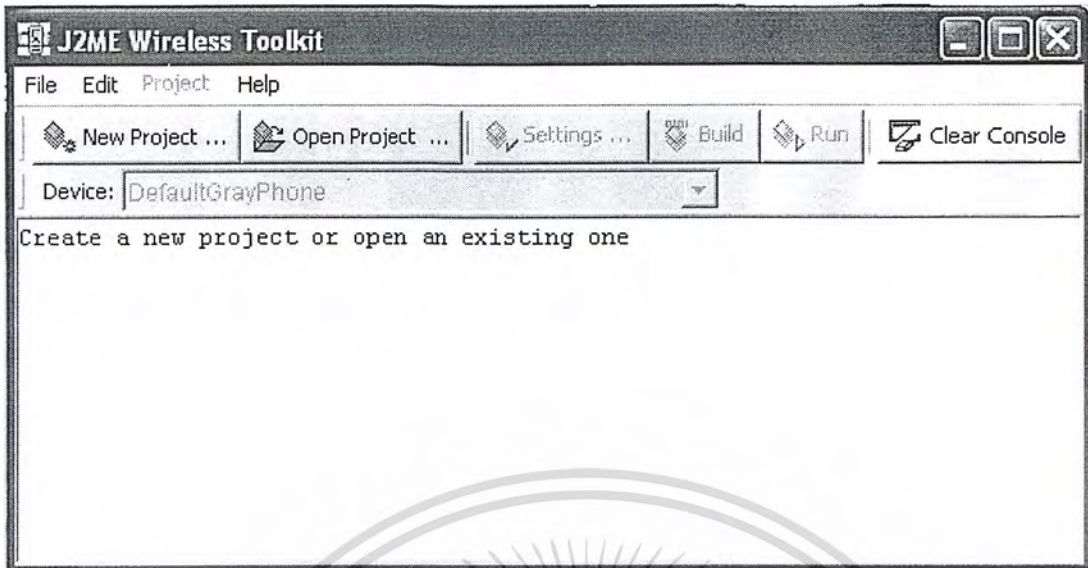 J2ME Wireless Toolkit
File Edit Project Help
New Project ... Open Project ... Settings ... Build Run Clear Console
Device: DefaultGrayPhone
Create a new project or open an existing one